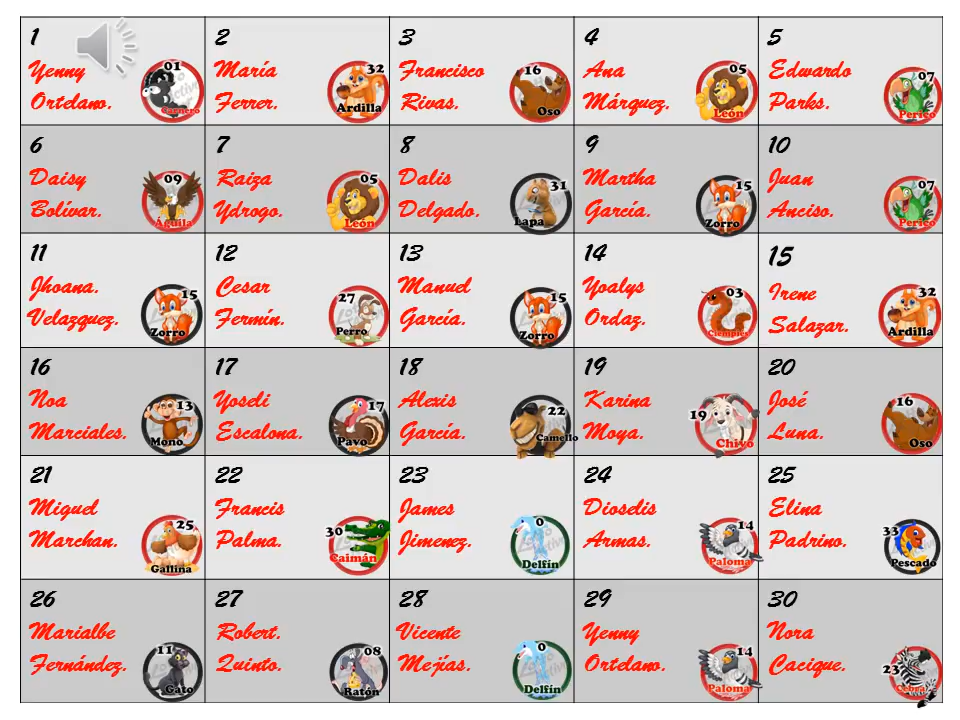 1
Yenny
Ortelano.
01
Carnero
2
María
Ferrer.
32
Ardilla
3
Francisco
Rivas.
16
Oso
4
Ana
Márquez.
05
León
5
Edwardo
Parks.
07
Perico
6
Daisy
Bolívar.
09
Águila
7
Raiza
Ydrogo.
05
León
8
Dalis
Delgado.
31
Lapa
9
Martha
García.
15
Zorro
10
Juan
Anciso.
07
Perico
11
Jhoana.
Velazquez.
15
Zorro
12
Cesar
Fermín.
27
Perro
13
Manuel
García.
15
Zorro
14
Yoalys
Ordaz.
03
Ciempiés
15
Irene
Salazar.
32
Ardilla
16
Noa
Marciales.
13
Mono
17
Yoseli
Escalona.
17
Pavo
18
Alexis
García.
22
Camello
19
Karina
Moya.
19
Chivo
20
José
Luna.
16
Oso
21
Miguel
Marchan.
25
Gallina
22
Francis
Palma.
30
Caimán
23
James
Jimenez.
0
Delfín
24
Dioselis
Armas.
14
Paloma
25
Elina
Padrino.
33
Pescado
26
Marialbe
Fernández.
11
Gato
27
Robert.
Quinto.
08
Ratón
28
Vicente
Mejías.
0
Delfín
29
Yenny
Ortelano.
14
Paloma
30
Nora
Cacique.
23
Cebra